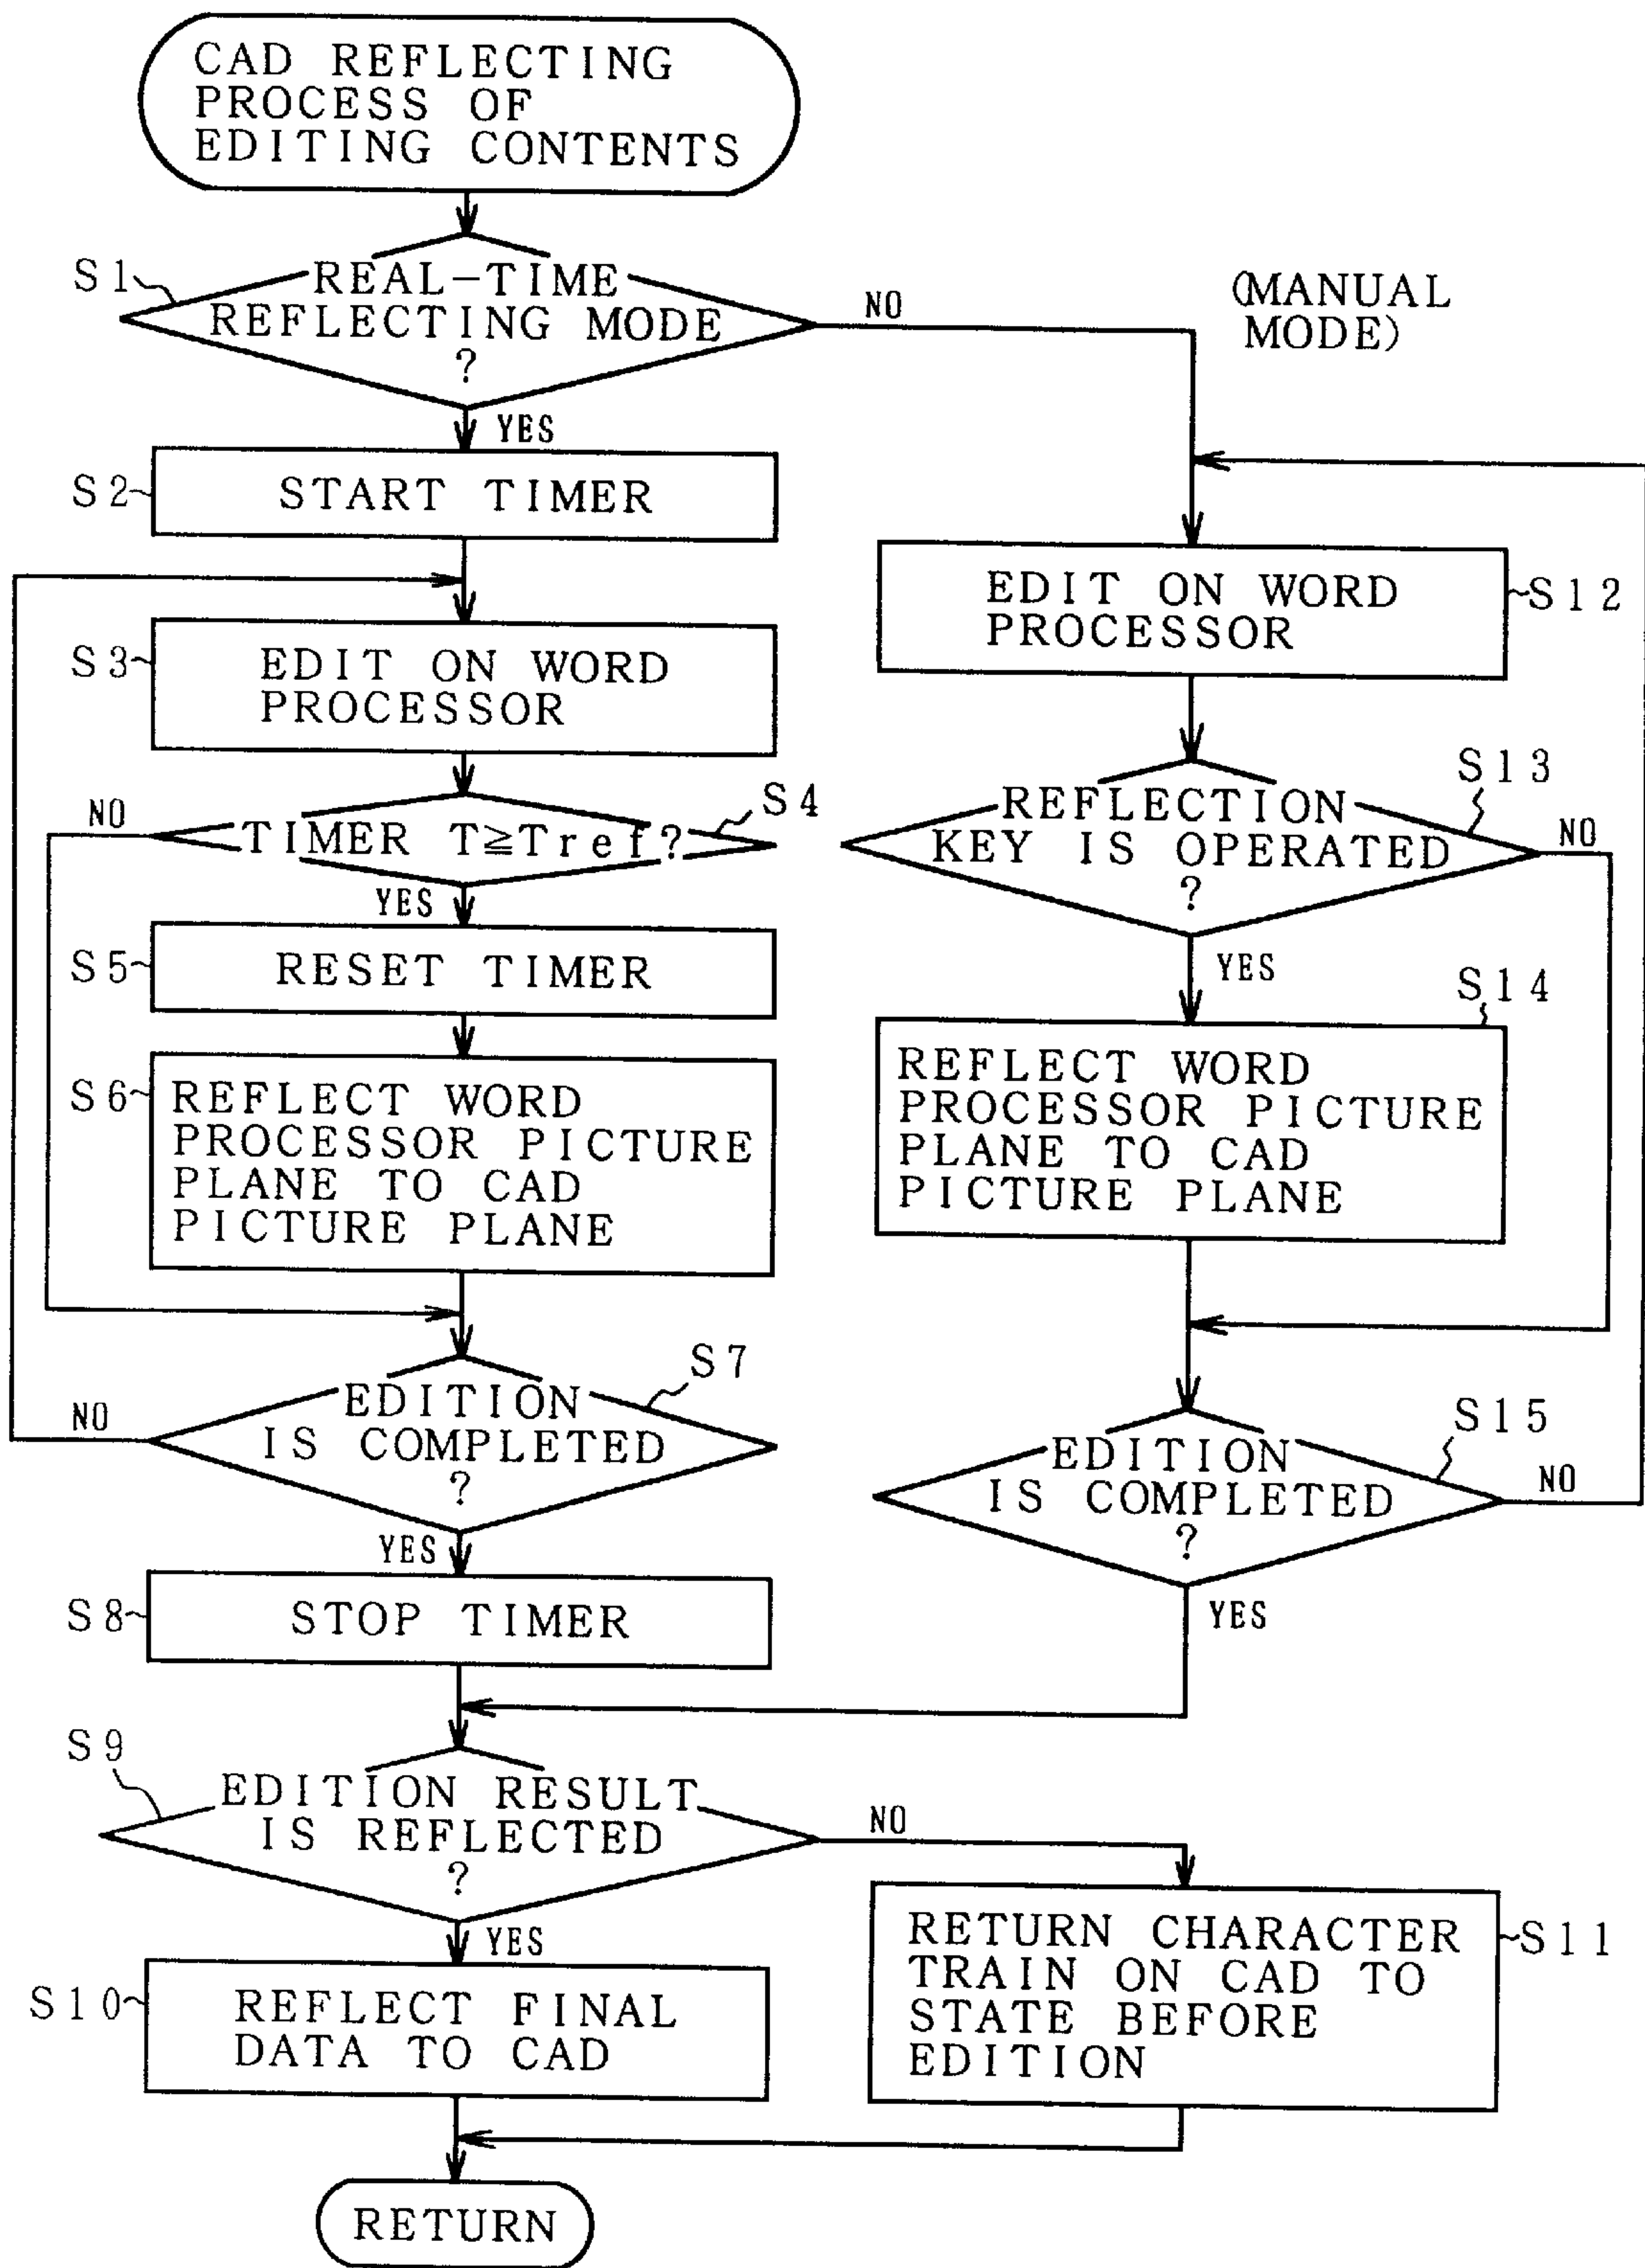 CAD REFLECTING
PROCESS OF
EDITING CONTENTS
S1
REAL-TIME
REFLECTING MODE
?
NO
(MANUAL
MODE)
YES
S2
START TIMER
S3
EDIT ON WORD
PROCESSOR
S4
TIMER T≧Tref?
NO
YES
S5
RESET TIMER
S6
REFLECT WORD
PROCESSOR PICTURE
PLANE TO CAD
PICTURE PLANE
S7
EDITION
IS COMPLETED
?
NO
YES
S8
STOP TIMER
S12
EDIT ON WORD
PROCESSOR
S13
REFLECTION
KEY IS OPERATED
?
NO
YES
S14
REFLECT WORD
PROCESSOR PICTURE
PLANE TO CAD
PICTURE PLANE
S15
EDITION
IS COMPLETED
?
NO
YES
S9
EDITION RESULT
IS REFLECTED
?
NO
YES
S10
REFLECT FINAL
DATA TO CAD
S11
RETURN CHARACTER
TRAIN ON CAD TO
STATE BEFORE
EDITION
RETURN